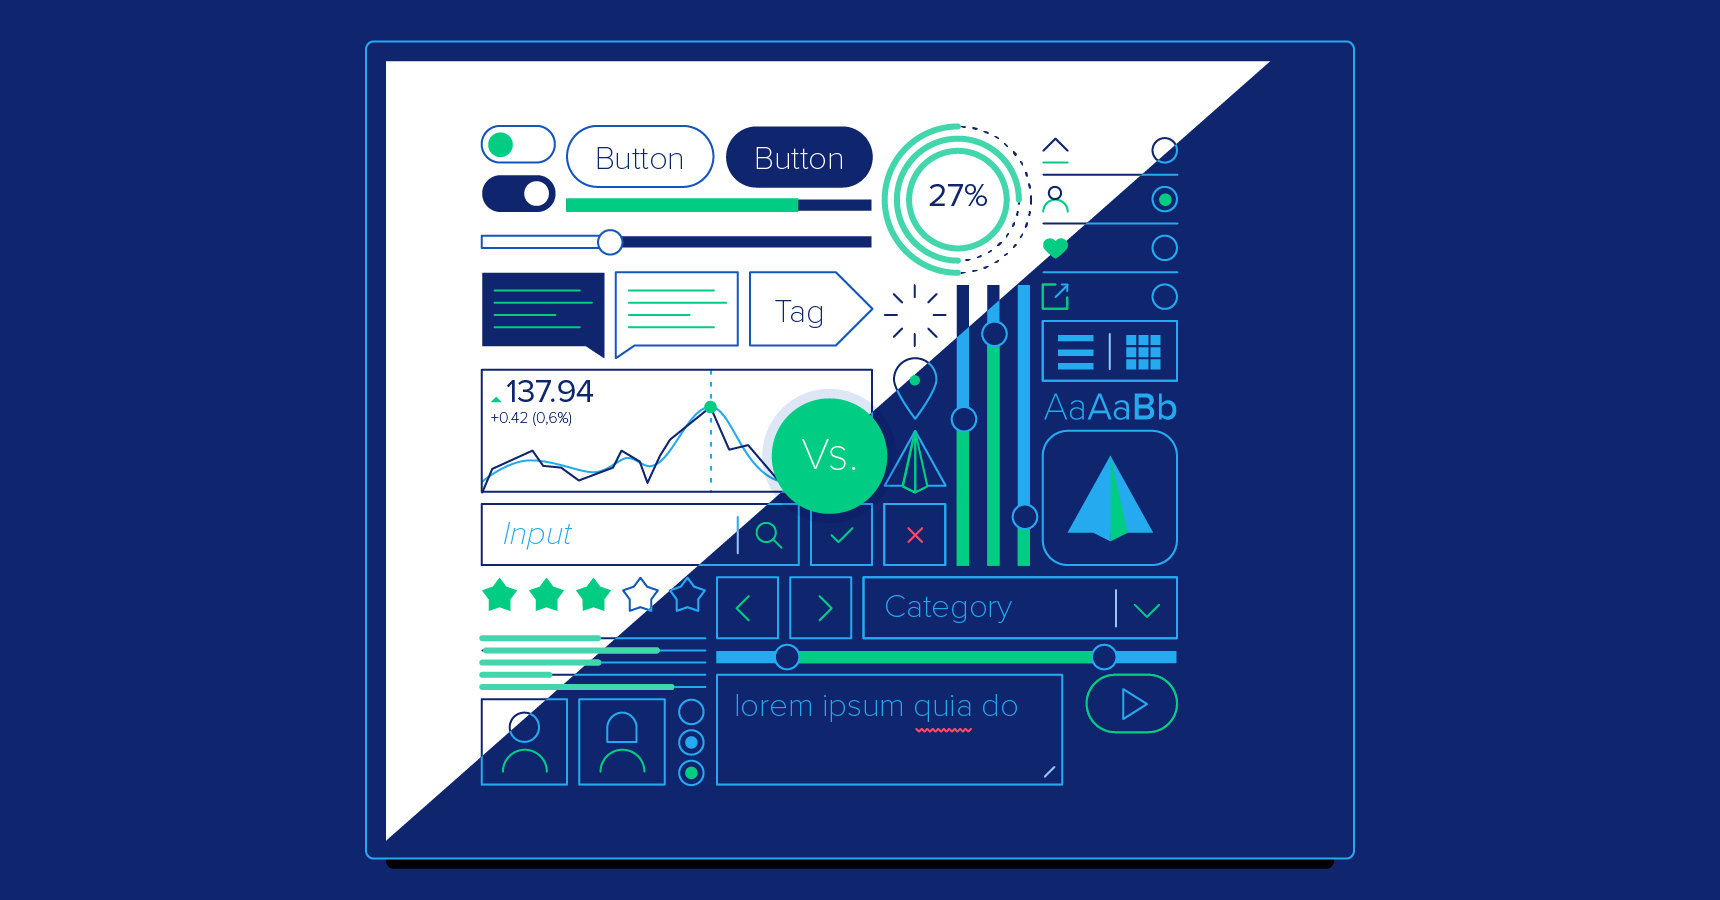 Button
Button
27%
Tag
137.94
+0.42 (0,6%)
Vs.
AaAaBb
Input
Category
lorem ipsum quia do